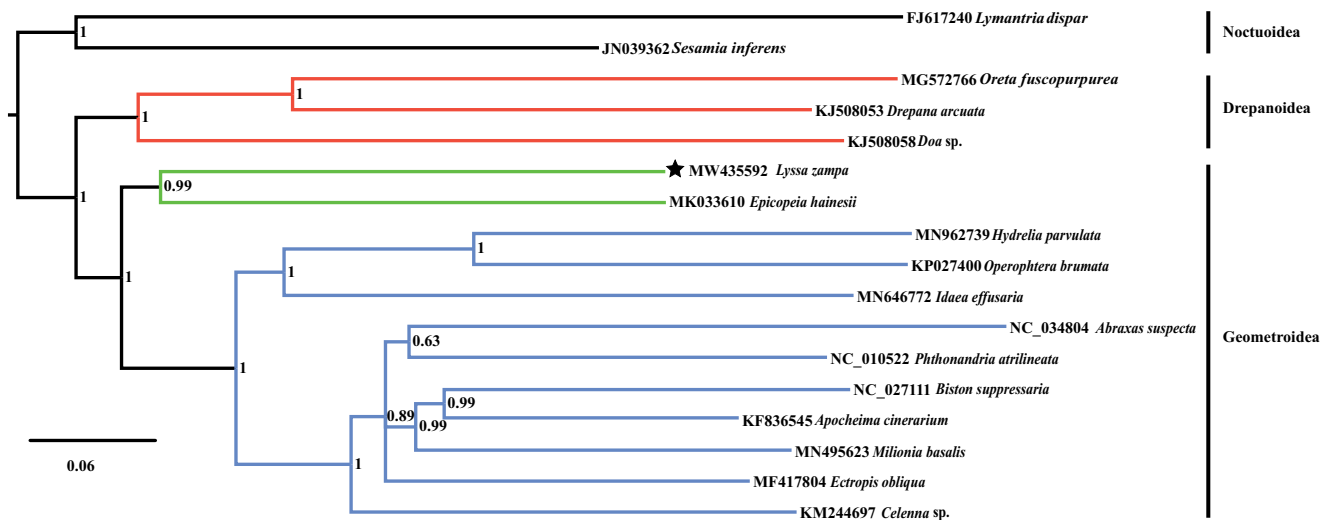 FJ617240 Lymantria dispar
1
Noctuoidea
JN039362 Sesamia inferens
MG572766 Oreta fuscopurpurea
1
Drepanoidea
KJ508053 Drepana arcuata
1
KJ508058 Doa sp.
MW435592 Lyssa zampa
0.99
1
MK033610 Epicopeia hainesii
MN962739 Hydrelia parvulata
1
KP027400 Operophtera brumata
1
1
MN646772 Idaea effusaria
NC_034804 Abraxas suspecta
Geometroidea
0.63
NC_010522 Phthonandria atrilineata
1
NC_027111 Biston suppressaria
0.99
0.89
KF836545 Apocheima cinerarium
0.99
MN495623 Milionia basalis
1
0.06
MF417804 Ectropis obliqua
KM244697 Celenna sp.